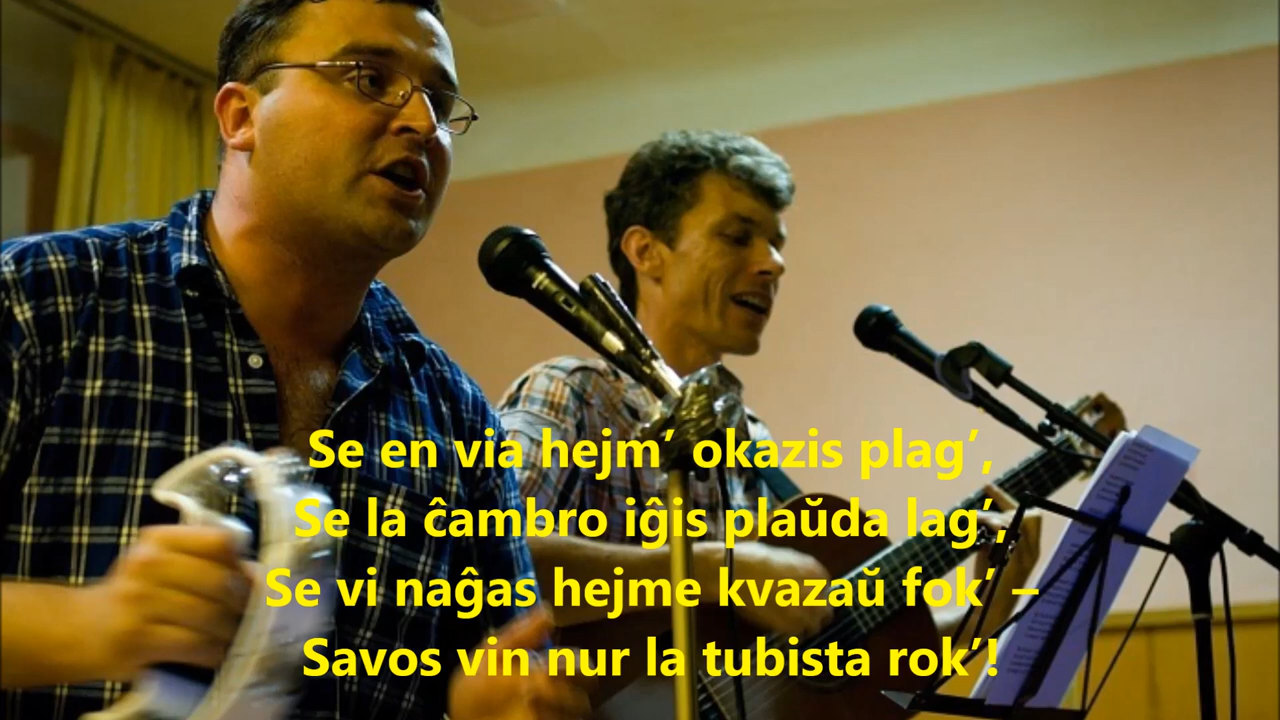 Se en via hejm’ okazis plag’,
Se la ĉambro iĝis plaŭda lag’,
Se vi naĝas hejme kvazaŭ fok’ –
Savos vin nur la tubista rok’!